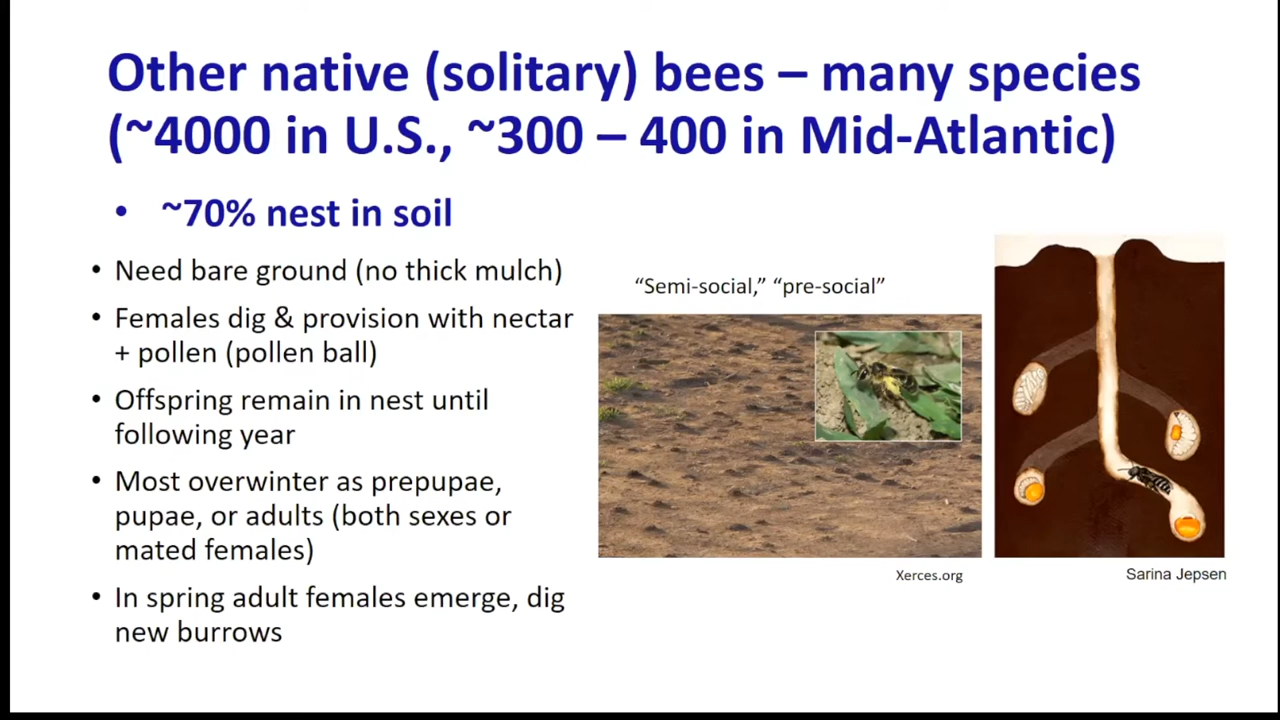 Other native (solitary) bees – many species
(~4000 in U.S., ~300 – 400 in Mid-Atlantic)
• ~70% nest in soil
• Need bare ground (no thick mulch)
• Females dig & provision with nectar
+ pollen (pollen ball)
• Offspring remain in nest until
following year
• Most overwinter as prepupae,
pupae, or adults (both sexes or
mated females)
• In spring adult females emerge, dig
new burrows
“Semi-social,” “pre-social”
Xerces.org
Sarina Jepsen